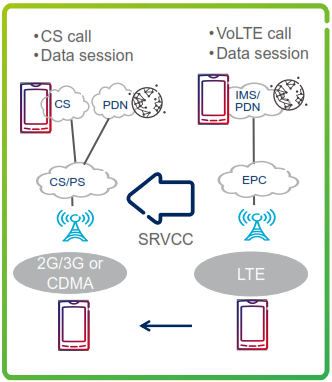 •CS call
•Data session
•VoLTE call
•Data session
CS
PDN
IMS/
PDN
CS/PS
EPC
SRVCC
2G/3G or
CDMA
LTE